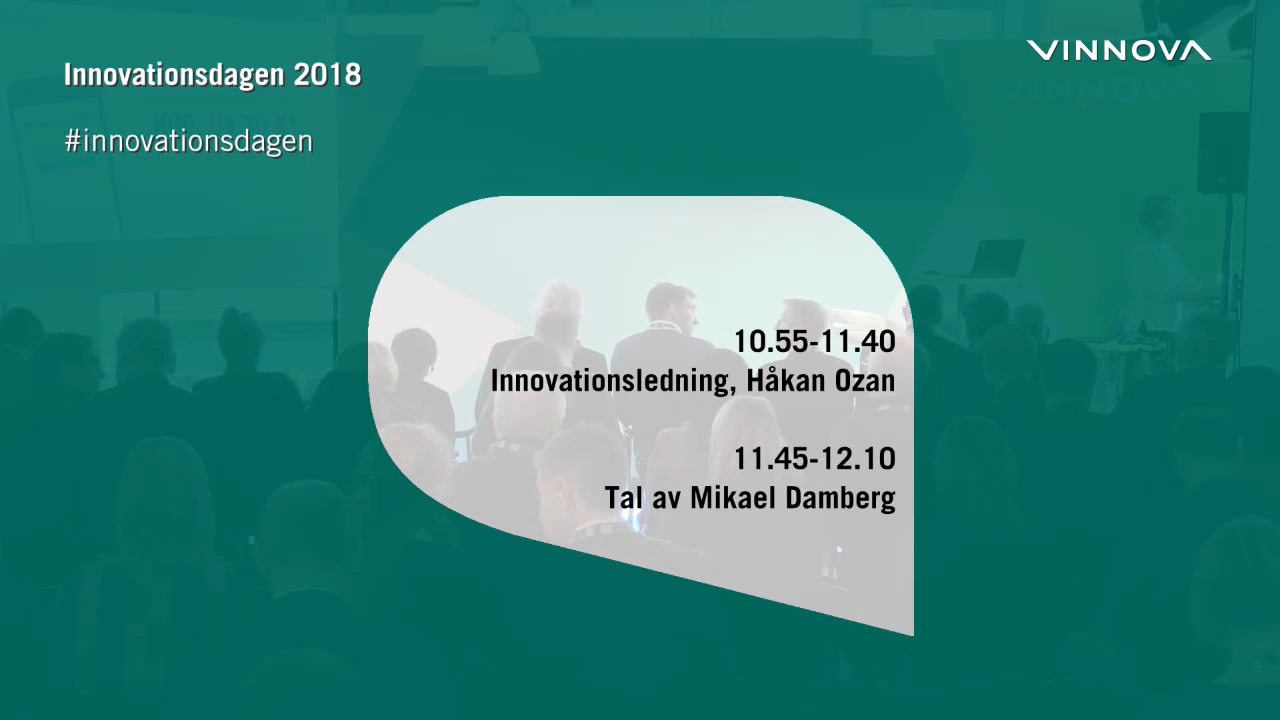 VINNOVA
Innovationsdagen 2018
#innovationsdagen
10.55-11.40
Innovationsledning, Håkan Ozan
11.45-12.10
Tal av Mikael Damberg